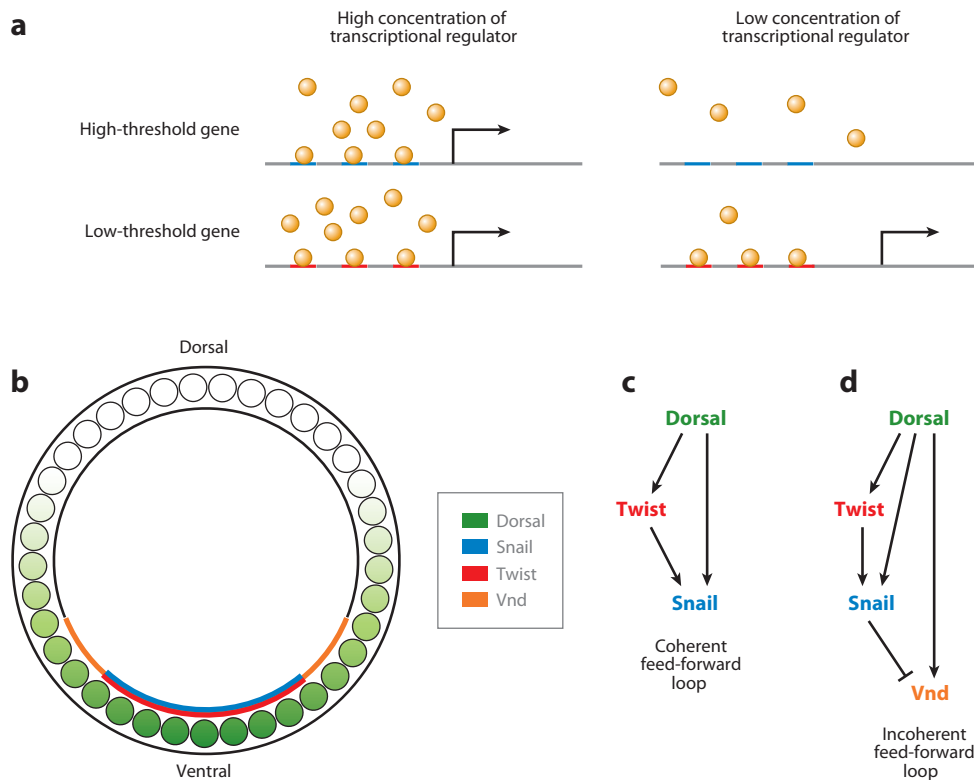 a
High concentration of
transcriptional regulator
Low concentration of
transcriptional regulator
High-threshold gene
Low-threshold gene
b
Dorsal
Ventral
Dorsal
Snail
Twist
Vnd
c
Dorsal
Twist
Snail
Coherent
feed-forward
loop
d
Dorsal
Twist
Snail
Vnd
Incoherent
feed-forward
loop